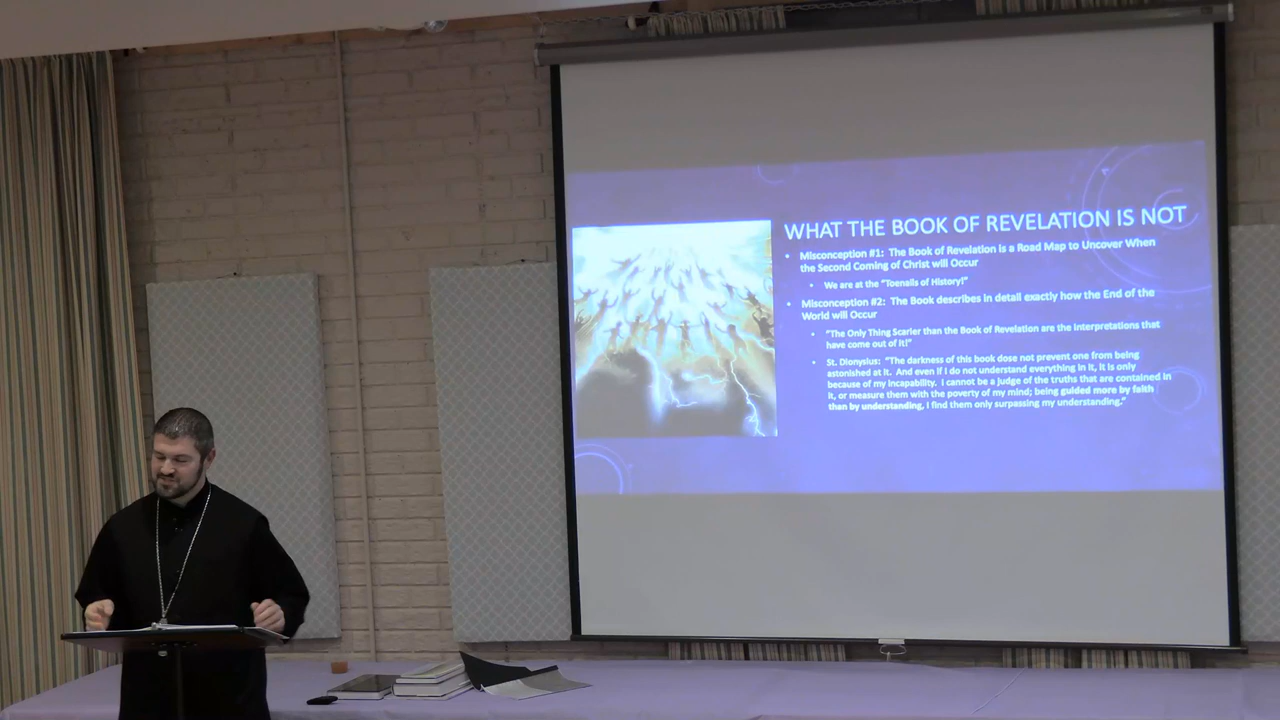 WHAT THE BOOK OF REVELATION IS NOT
• Misconception #1: The Book of Revelation is a Road Map to Uncover When
the Second Coming of Christ will Occur
• We are at the "Toenails of History!"
• Misconception #2: The Book describes in detail exactly how the End of the
World will Occur
• "The Only Thing Scarier than the Book of Revelation are the interpretations that
have come out of it!"
• St. Dionysius: "The darkness of this book dose not prevent one from being
astonished at it. And even if I do not understand everything in it, it is only
because of my incapability. I cannot be a judge of the truths that are contained in
it, or measure them with the poverty of my mind; being guided more by faith
than by understanding, I find them only surpassing my understanding."